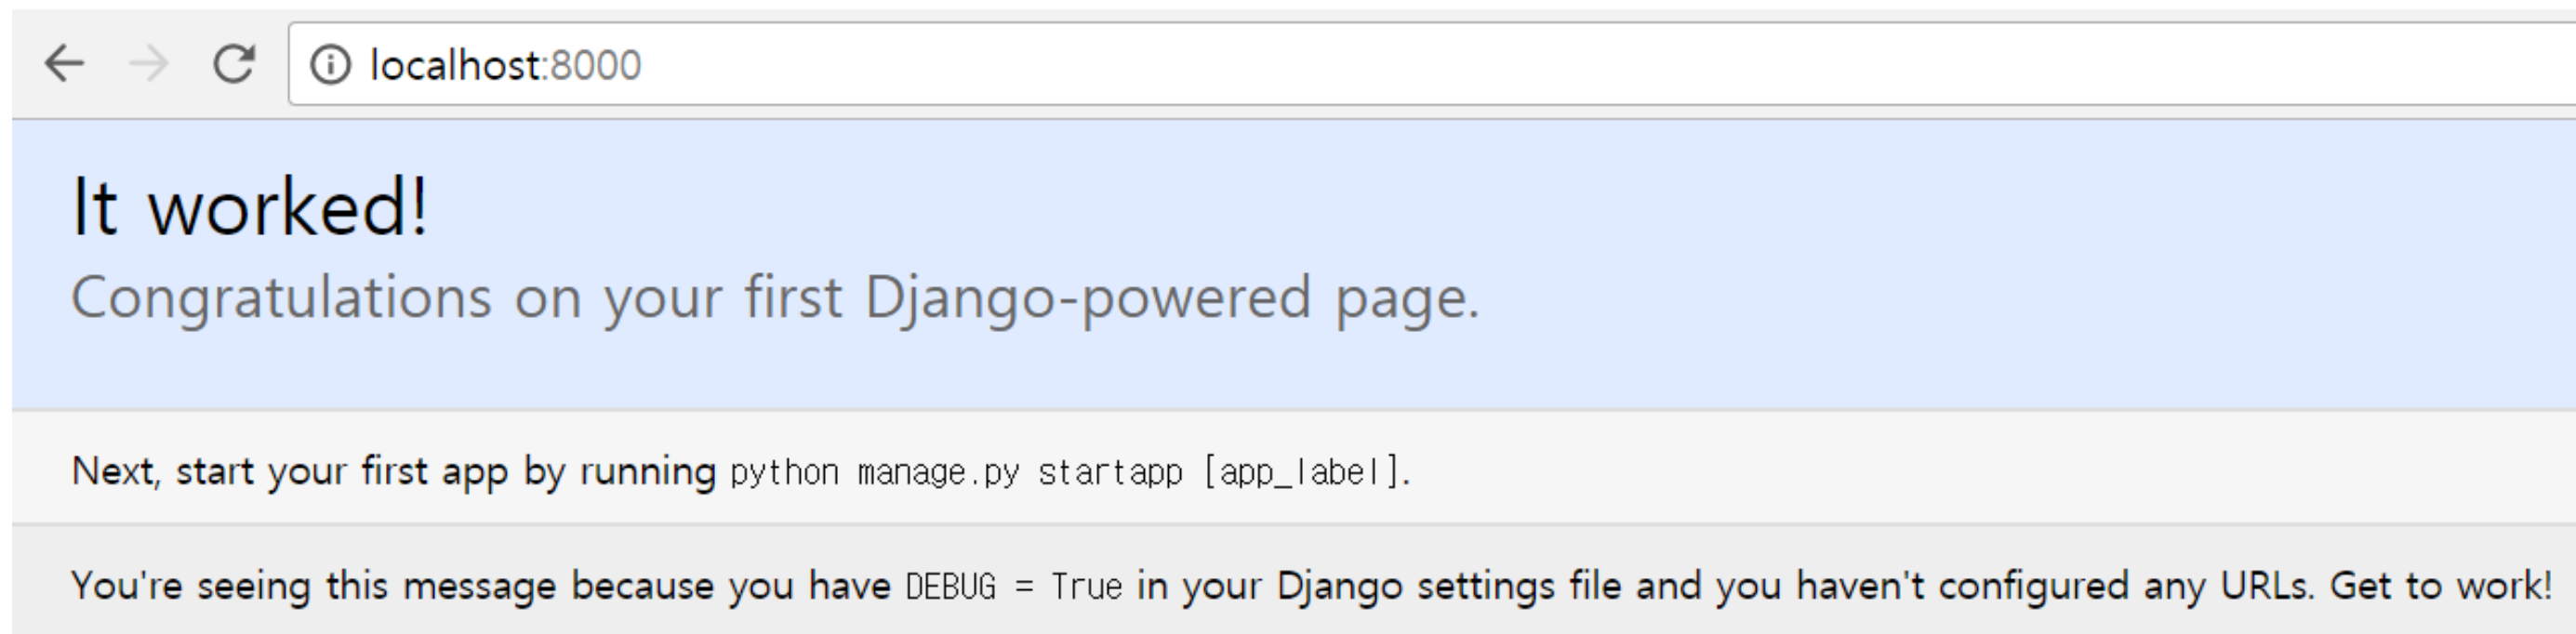 localhost:8000
It worked!
Congratulations on your first Django-powered page.
Next, start your first app by running python manage.py startapp [app_label].
You're seeing this message because you have DEBUG = True in your Django settings file and you haven't configured any URLs. Get to work!